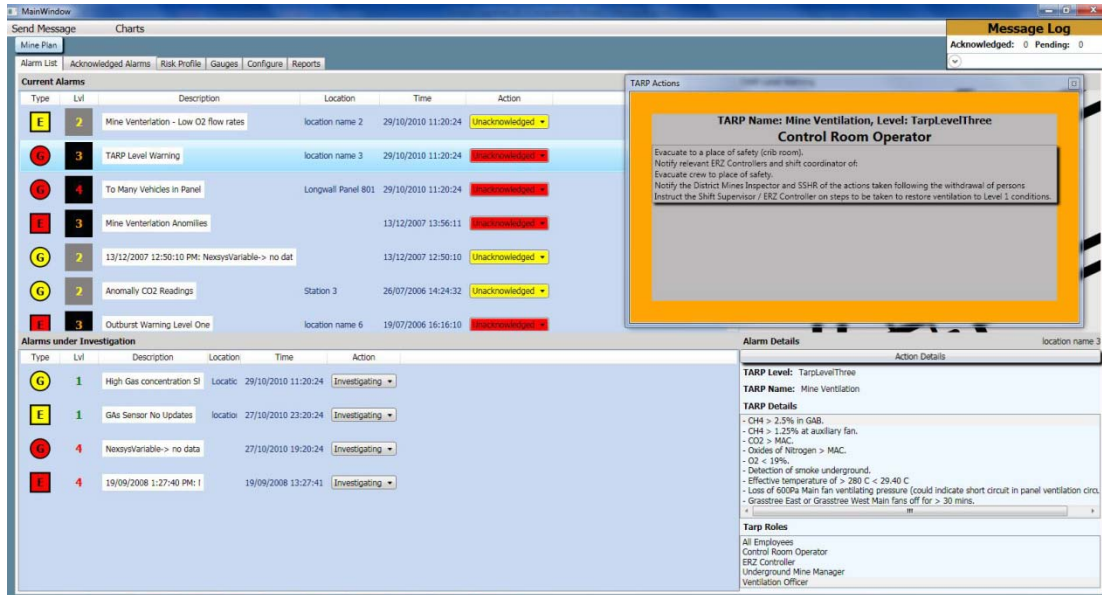 MainWindow
Send Message Charts
Message Log
Mine Plan
Acknowledged: 0 Pending: 0
Alarm List Acknowledged Alarms Risk Profile Gauges Configure Reports
Current Alarms
Type Lvl Description Location Time Action
E 2 Mine Venterlation - Low O2 flow rates location name 2 29/10/2010 11:20:24 Unacknowledged
G 3 TARP Level Warning location name 3 29/10/2010 11:20:24 Unacknowledged
G 4 To Many Vehicles in Panel Longwall Panel 801 29/10/2010 11:20:24 Unacknowledged
E 3 Mine Venterlation Anomilies 13/12/2007 13:56:11 Unacknowledged
G 2 13/12/2007 12:50:10 PM: NexsysVariable-> no dat 13/12/2007 12:50:10 Unacknowledged
G 2 Anomally CO2 Readings Station 3 26/07/2006 14:24:32 Unacknowledged
E 3 Outburst Warning Level One location name 6 19/07/2006 16:16:10 Unacknowledged
TARP Actions
TARP Name: Mine Ventilation, Level: TarpLevelThree
Control Room Operator
Evacuate to a place of safety (crib room).
Notify relevant ERZ Controllers and shift coordinator of:
Evacuate crew to place of safety.
Notify the District Mines Inspector and SSHR of the actions taken following the withdrawal of persons
Instruct the Shift Supervisor / ERZ Controller on steps to be taken to restore ventilation to Level 1 conditions.
Alarms under Investigation
Type Lvl Description Location Time Action
G 1 High Gas concentration SI Locatic 29/10/2010 11:20:24 Investigating
E 1 GAs Sensor No Updates locatior 27/10/2010 23:20:24 Investigating
G 4 NexsysVariable-> no data 27/10/2010 19:20:24 Investigating
E 4 19/09/2008 1:27:40 PM: 19/09/2008 13:27:41 Investigating
Alarm Details location name 3
Action Details
TARP Level: TarpLevelThree
TARP Name: Mine Ventilation
TARP Details
- CH4 > 2.5% in GAB.
- CH4 > 1.25% at auxiliary fan.
- CO2 > MAC.
- Oxides of Nitrogen > MAC.
- O2 < 19%.
- Detection of smoke underground.
- Effective temperature of > 280 C < 29.40 C
- Loss of 600Pa Main fan ventilating pressure (could indicate short circuit in panel ventilation circu
- Grasstree East or Grasstree West Main fans off for > 30 mins.
Tarp Roles
All Employees
Control Room Operator
ERZ Controller
Underground Mine Manager
Ventilation Officer